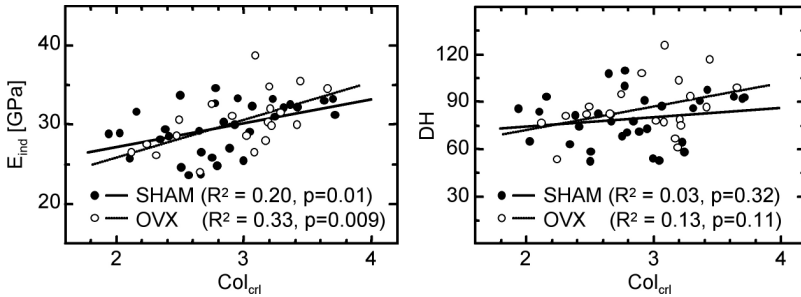 40
30
20
E_ind [GPa]
SHAM (R² = 0.20, p=0.01)
OVX (R² = 0.33, p=0.009)
2 3 4
Col_crl
120
90
60
30
DH
SHAM (R² = 0.03, p=0.32)
OVX (R² = 0.13, p=0.11)
2 3 4
Col_crl